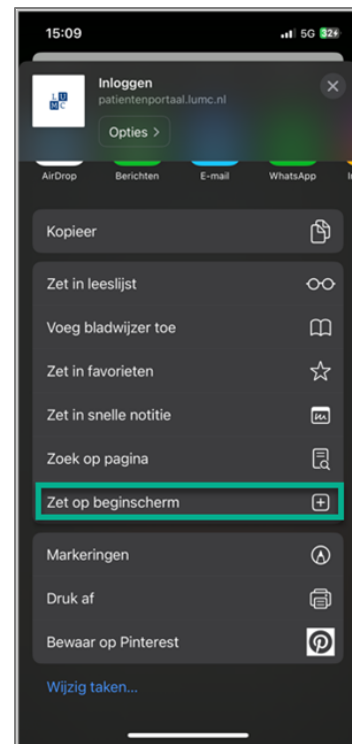 15:09
5G 32
LUMC
Inloggen
patientenportaal.lumc.nl
Opties >
AirDrop Berichten E-mail WhatsApp
Kopieer
Zet in leeslijst
Voeg bladwijzer toe
Zet in favorieten
Zet in snelle notitie
Zoek op pagina
Zet op beginscherm
Markeringen
Druk af
Bewaar op Pinterest
Wijzig taken...